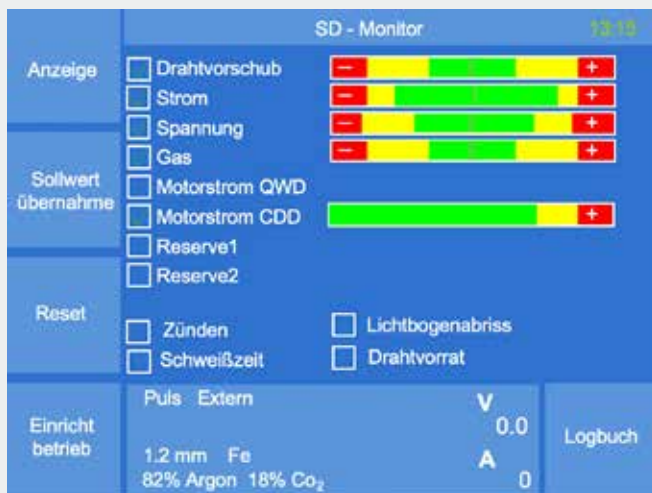 SD - Monitor 13:15
Anzeige
Drahtvorschub − +
Strom − +
Spannung − +
Gas − +
Sollwert
übernahme
Motorstrom QWD
Motorstrom CDD +
Reserve1
Reserve2
Reset
Zünden Lichtbogenabriss
Schweißzeit Drahtvorrat
Einricht
betrieb
Puls Extern V
0.0
1.2 mm Fe A
82% Argon 18% Co₂ 0
Logbuch